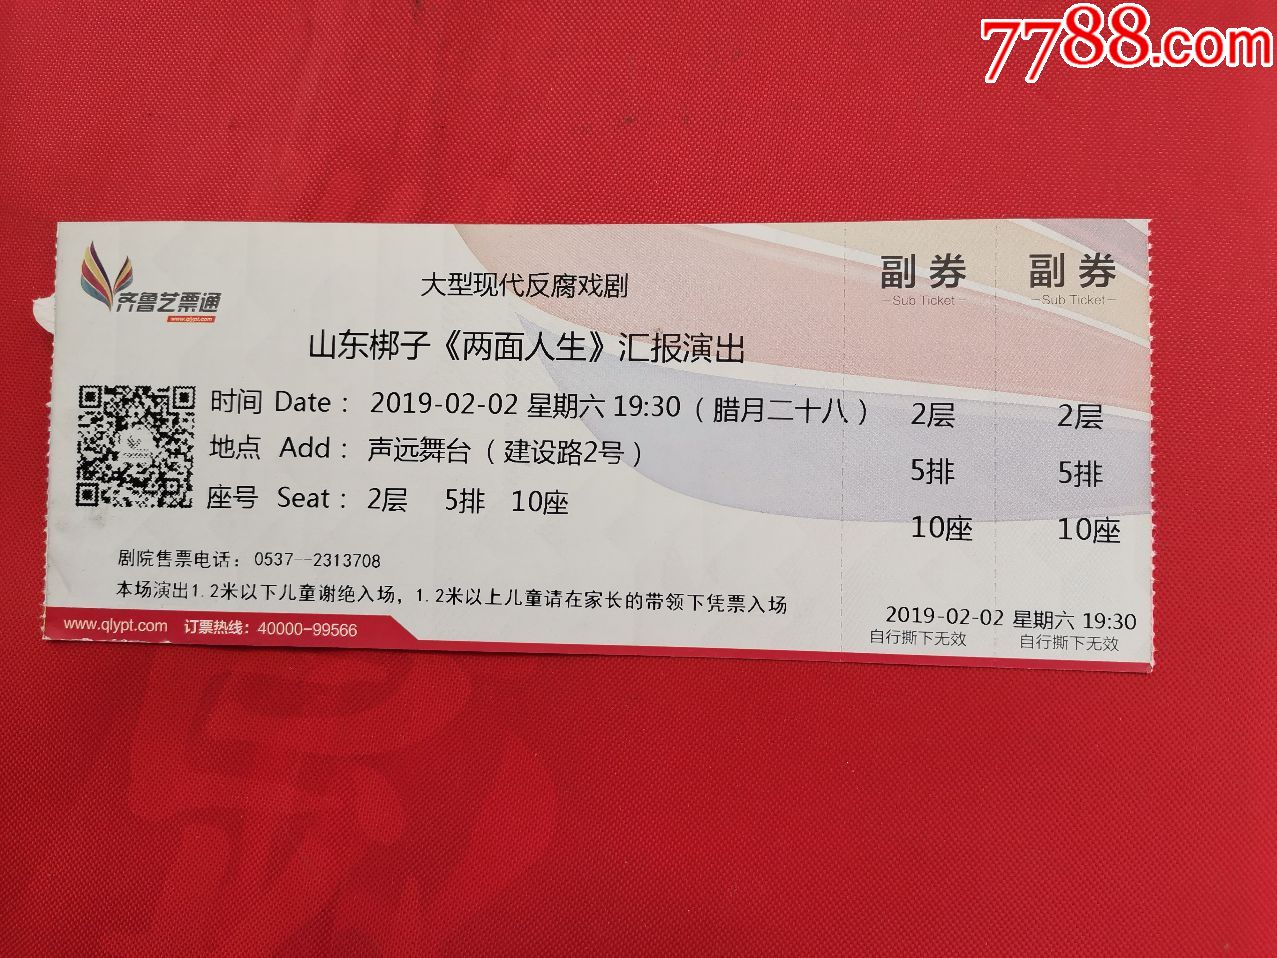 7788.com
齐鲁艺票通
www.qlypt.com
大型现代反腐戏剧
山东梆子《两面人生》汇报演出
时间 Date： 2019-02-02 星期六 19:30（腊月二十八）
地点 Add： 声远舞台（建设路2号）
座号 Seat： 2层 5排 10座
剧院售票电话：0537--2313708
本场演出1.2米以下儿童谢绝入场，1.2米以上儿童请在家长的带领下凭票入场
www.qlypt.com 订票热线：40000-99566
副券
—Sub Ticket—
2层
5排
10座
副券
—Sub Ticket—
2层
5排
10座
2019-02-02 星期六 19:30
自行撕下无效
自行撕下无效